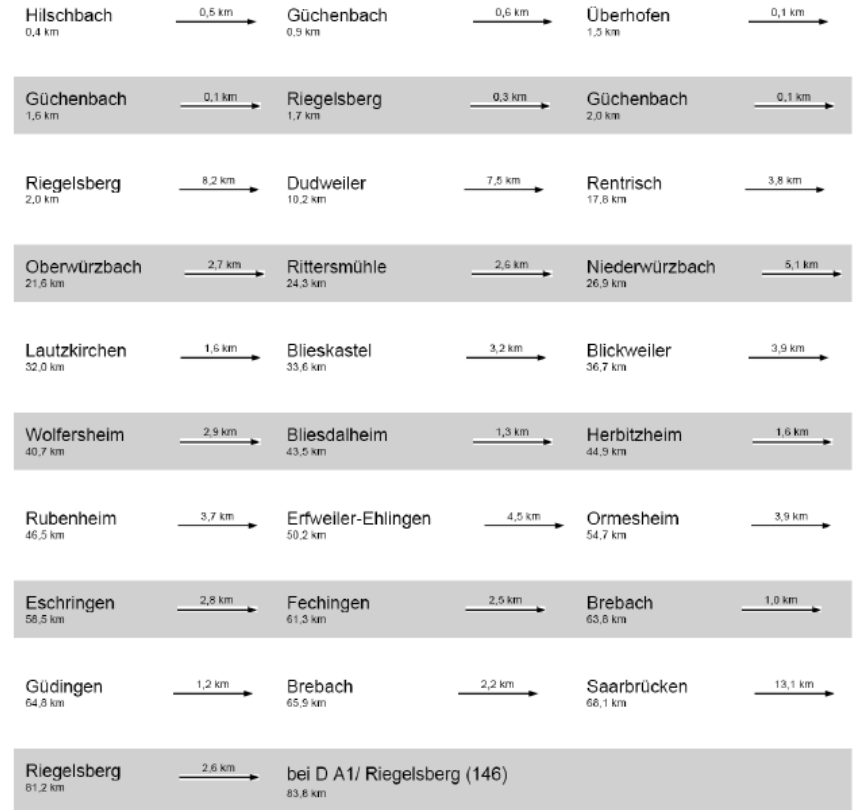 Hilschbach 0,5 km Güchenbach 0,6 km Überhofen 0,1 km
0,4 km 0,9 km 1,5 km
Güchenbach 0,1 km Riegelsberg 0,3 km Güchenbach 0,1 km
1,6 km 1,7 km 2,0 km
Riegelsberg 8,2 km Dudweiler 7,5 km Rentrisch 3,8 km
2,0 km 10,2 km 17,8 km
Oberwürzbach 2,7 km Rittersmühle 2,6 km Niederwürzbach 5,1 km
21,6 km 24,3 km 26,9 km
Lautzkirchen 1,6 km Blieskastel 3,2 km Blickweiler 3,9 km
32,0 km 33,6 km 36,7 km
Wolfersheim 2,9 km Bliesdalheim 1,3 km Herbitzheim 1,6 km
40,7 km 43,5 km 44,9 km
Rubenheim 3,7 km Erfweiler-Ehlingen 4,5 km Ormesheim 3,9 km
46,5 km 50,2 km 54,7 km
Eschringen 2,8 km Fechingen 2,5 km Brebach 1,0 km
58,5 km 61,3 km 63,8 km
Güdingen 1,2 km Brebach 2,2 km Saarbrücken 13,1 km
64,8 km 65,9 km 68,1 km
Riegelsberg 2,6 km bei D A1/ Riegelsberg (146)
81,2 km 83,8 km